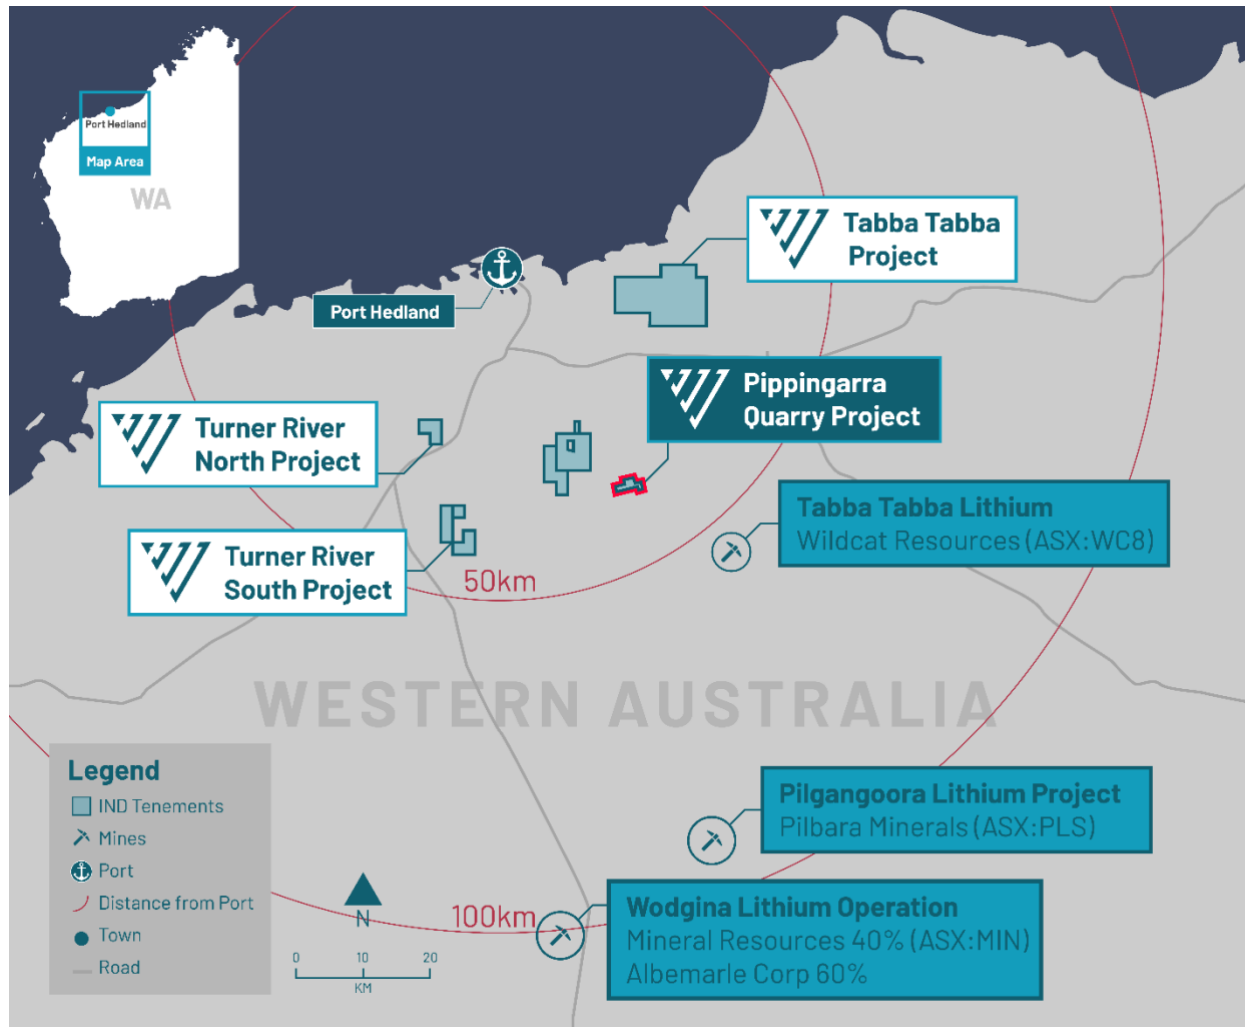 Port Hedland
Map Area
WA
Tabba Tabba
Project
Port Hedland
Pippingarra
Quarry Project
Turner River
North Project
Tabba Tabba Lithium
Wildcat Resources (ASX:WC8)
Turner River
South Project
50km
WESTERN AUSTRALIA
Legend
IND Tenements
Mines
Port
Distance from Port
Town
Road
N
0 10 20
KM
Pilgangoora Lithium Project
Pilbara Minerals (ASX:PLS)
100km
Wodgina Lithium Operation
Mineral Resources 40% (ASX:MIN)
Albemarle Corp 60%